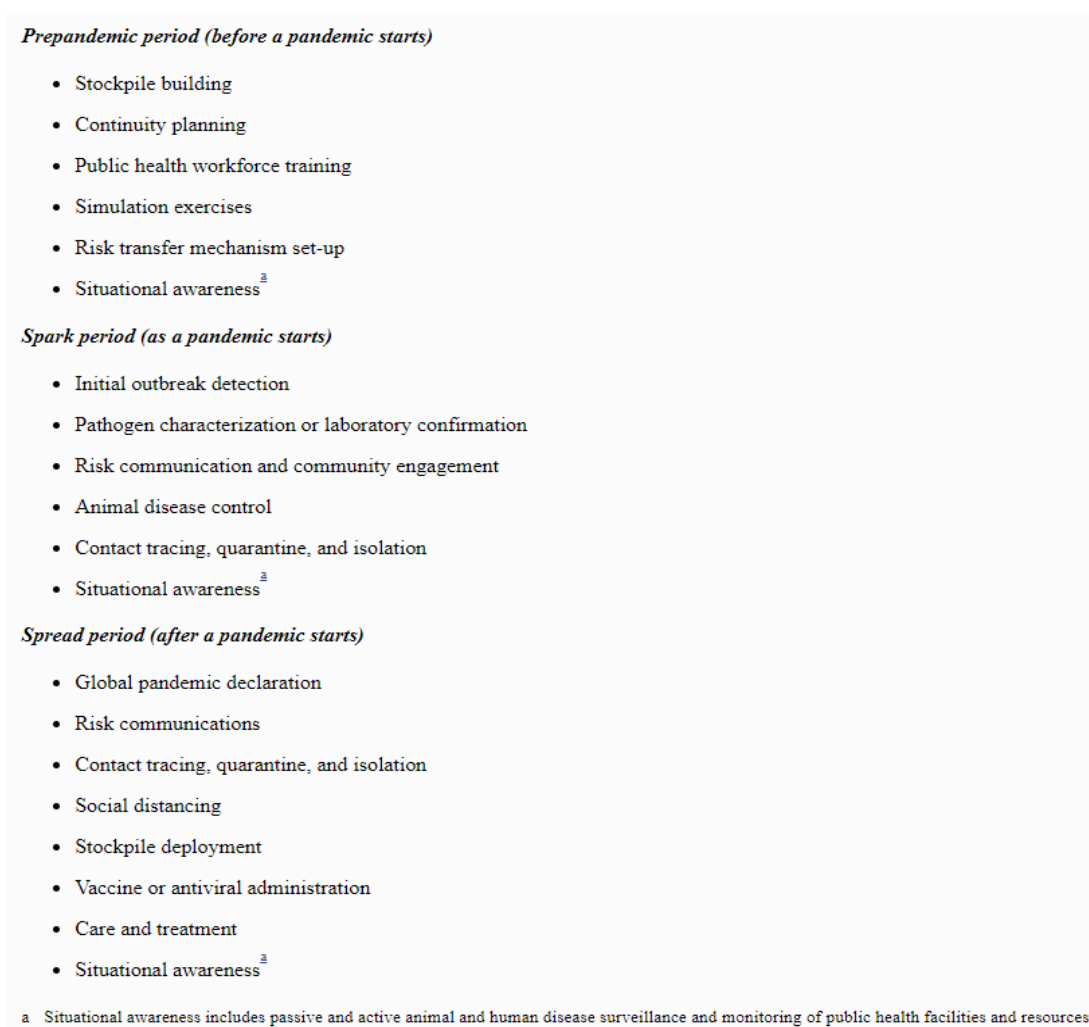 Prepandemic period (before a pandemic starts)
• Stockpile building
• Continuity planning
• Public health workforce training
• Simulation exercises
• Risk transfer mechanism set-up
• Situational awareness a
Spark period (as a pandemic starts)
• Initial outbreak detection
• Pathogen characterization or laboratory confirmation
• Risk communication and community engagement
• Animal disease control
• Contact tracing, quarantine, and isolation
• Situational awareness a
Spread period (after a pandemic starts)
• Global pandemic declaration
• Risk communications
• Contact tracing, quarantine, and isolation
• Social distancing
• Stockpile deployment
• Vaccine or antiviral administration
• Care and treatment
• Situational awareness a
a Situational awareness includes passive and active animal and human disease surveillance and monitoring of public health facilities and resources